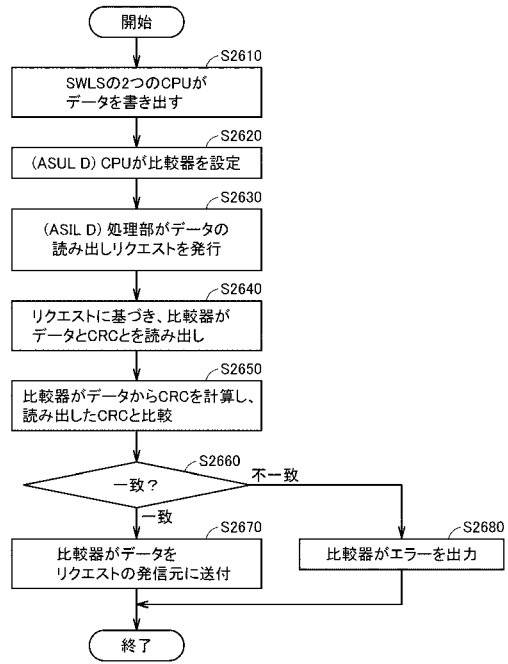 開始
S2610
SWLSの2つのCPUが
データを書き出す
S2620
(ASUL D) CPUが比較器を設定
S2630
(ASIL D) 処理部がデータの
読み出しリクエストを発行
S2640
リクエストに基づき、比較器が
データとCRCとを読み出し
S2650
比較器がデータからCRCを計算し、
読み出したCRCと比較
S2660
一致？
不一致
一致
S2670
比較器がデータを
リクエストの発信元に送付
S2680
比較器がエラーを出力
終了